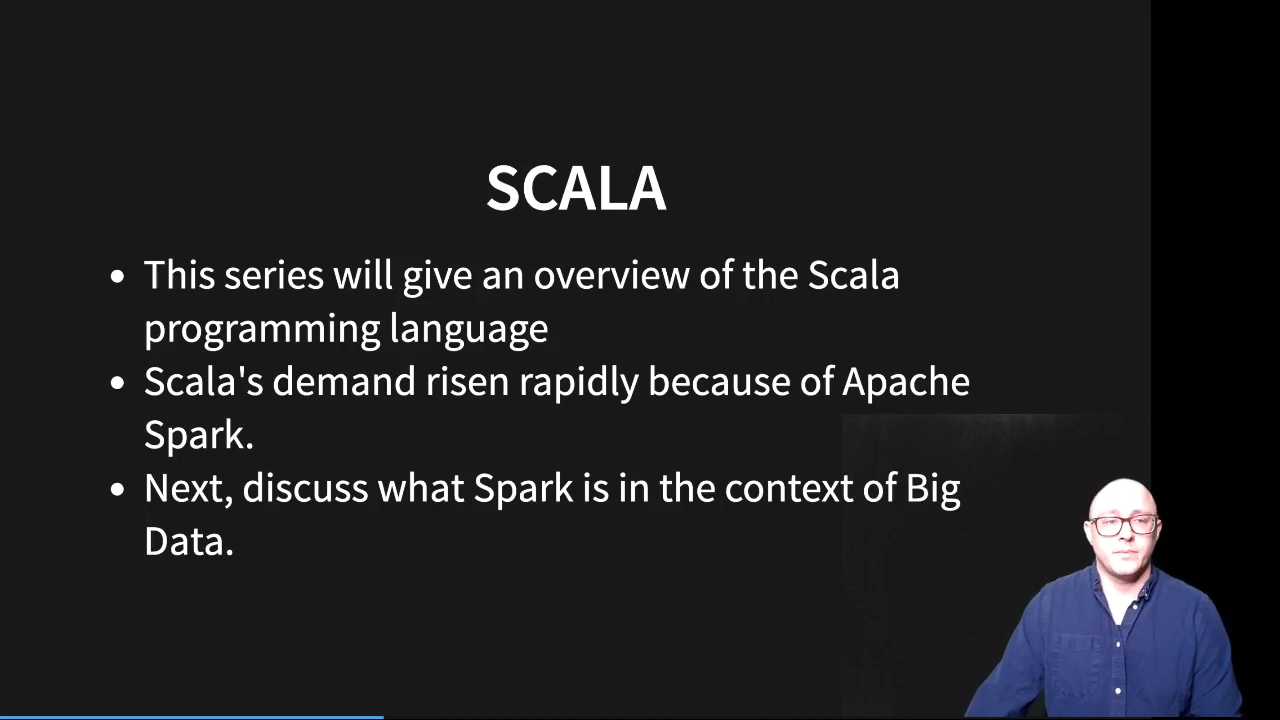 SCALA
• This series will give an overview of the Scala
programming language
• Scala's demand risen rapidly because of Apache
Spark.
• Next, discuss what Spark is in the context of Big
Data.